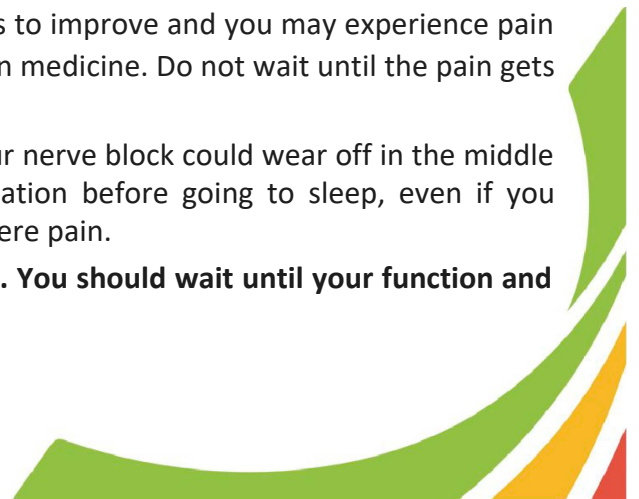 s to improve and you may experience pain
n medicine. Do not wait until the pain gets
ur nerve block could wear off in the middle
ation before going to sleep, even if you
ere pain.
. You should wait until your function and